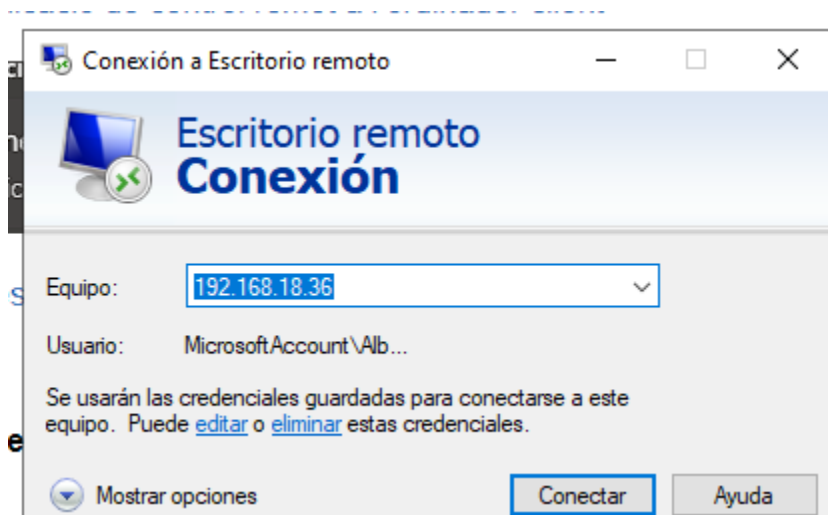 Conexión a Escritorio remoto
Escritorio remoto
Conexión
Equipo: 192.168.18.36
Usuario: MicrosoftAccount\Alb...
Se usarán las credenciales guardadas para conectarse a este
equipo. Puede editar o eliminar estas credenciales.
Mostrar opciones Conectar Ayuda